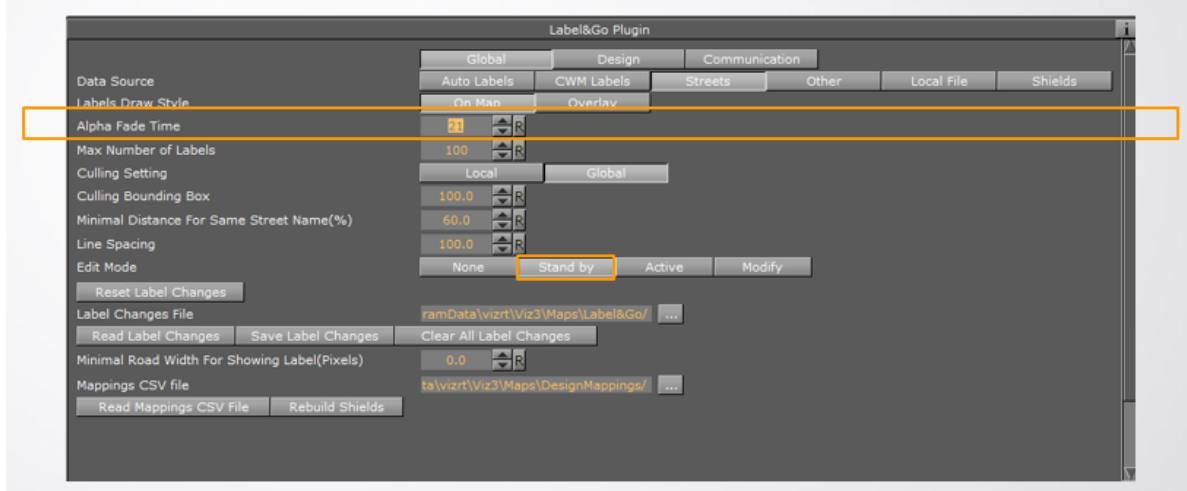 Label&Go Plugin i
Global Design Communication
Data Source Auto Labels CWM Labels Streets Other Local File Shields
Labels Draw Style On Map Overlay
Alpha Fade Time 21 R
Max Number of Labels 100 R
Culling Setting Local Global
Culling Bounding Box 100.0 R
Minimal Distance For Same Street Name(%) 60.0 R
Line Spacing 100.0 R
Edit Mode None Stand by Active Modify
Reset Label Changes
Label Changes File ramData\vizrt\Viz3\Maps\Label&Go/ ...
Read Label Changes Save Label Changes Clear All Label Changes
Minimal Road Width For Showing Label(Pixels) 0.0 R
Mappings CSV file ta\vizrt\Viz3\Maps\DesignMappings/ ...
Read Mappings CSV File Rebuild Shields